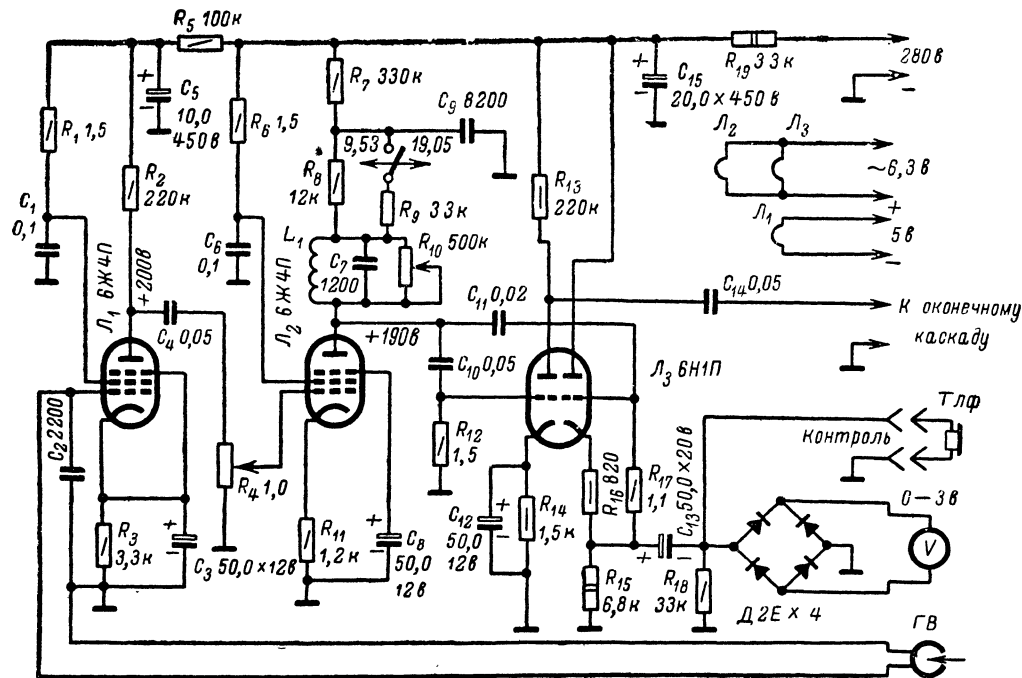 R5 100к
R7 330к
R19 33к
280в
−
+
−
C5
10,0
450в
+
−
C15
20,0 × 450в
R1 1,5
R6 1,5
C9 8200
9,53
19,05
Л2
Л3
~6,3в
+
Л1
5в
−
R2
220к
R8
12к
R13
220к
C1
0,1
R9 33к
C6
0,1
L1
C7
1200
R10 500к
Л1 6Ж4П
+200в
C4 0,05
Л2 6Ж4П
+190в
C11 0,02
C14 0,05
К оконечному
каскаду
C10 0,05
Л3 6Н1П
ТЛФ
Контроль
C2 2200
R4 1,0
R12
1,5
R16 820
R17
1,1
C13 50,0×20в
0−3в
V
R3
3,3к
+
−
C3 50,0×12в
R11
1,2к
+
−
C8
50,0
12в
C12
50,0
12в
+
−
R14
1,5к
+
−
R15
6,8к
R18
33к
Д2Е × 4
ГВ